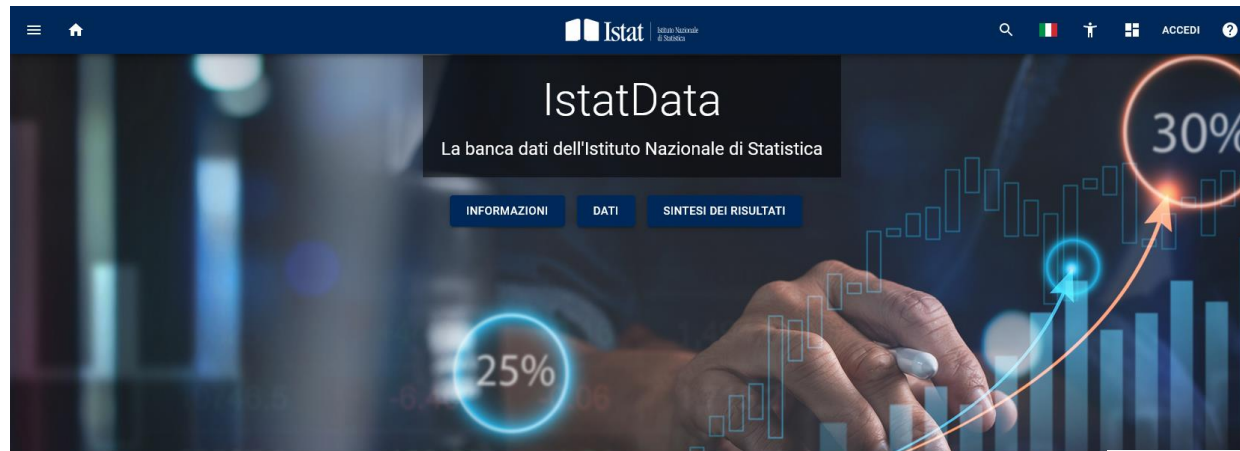 Istat
Istituto Nazionale
di Statistica
ACCEDI
IstatData
La banca dati dell'Istituto Nazionale di Statistica
INFORMAZIONI
DATI
SINTESI DEI RISULTATI
30%
25%